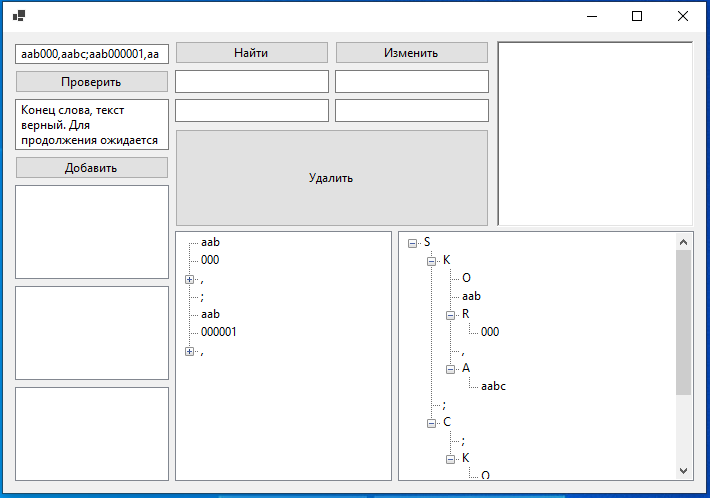 aab000,aabc;aab000001,aa
Проверить
Конец слова, текст
верный. Для
продолжения ожидается
Добавить
Найти
Изменить
Удалить
aab
000
,
;
aab
000001
,
S
K
O
aab
R
000
,
A
aabc
;
C
;
K
O